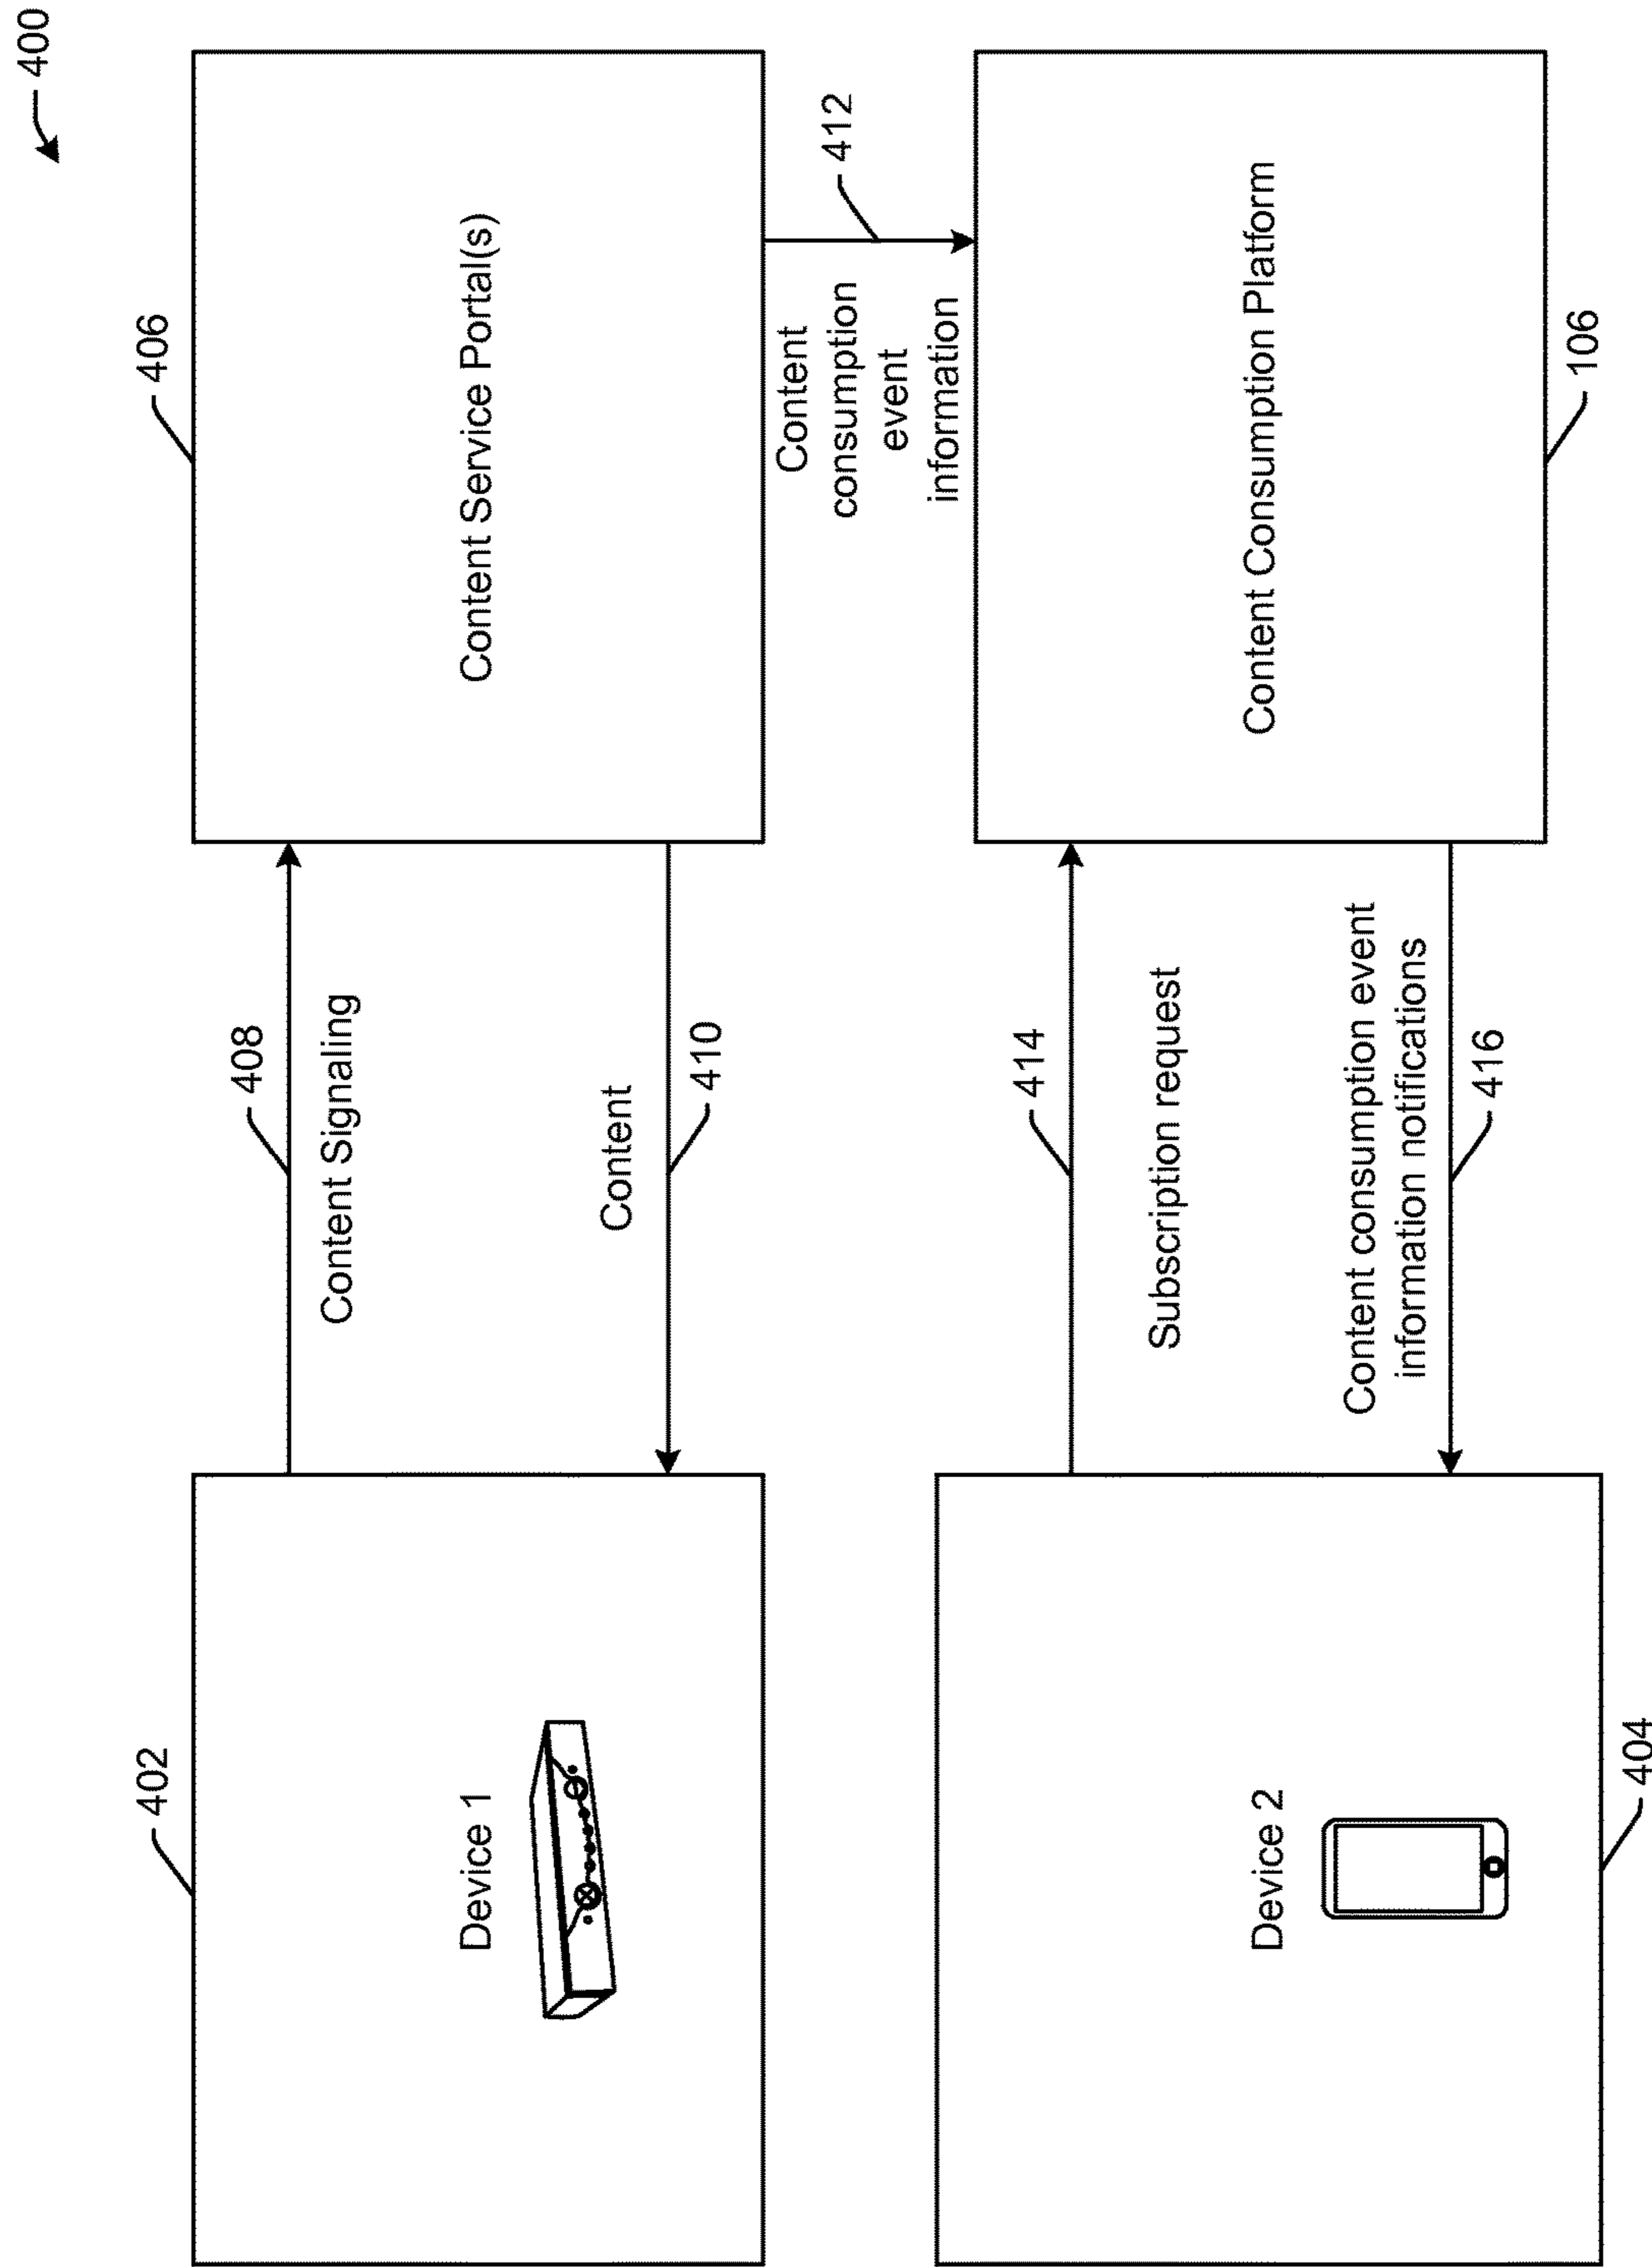 400
402
406
408
Content Signaling
Device 1
Content Service Portal(s)
Content
410
Content
consumption
event
information
412
414
Subscription request
Device 2
Content Consumption Platform
Content consumption event
information notifications
416
106
404